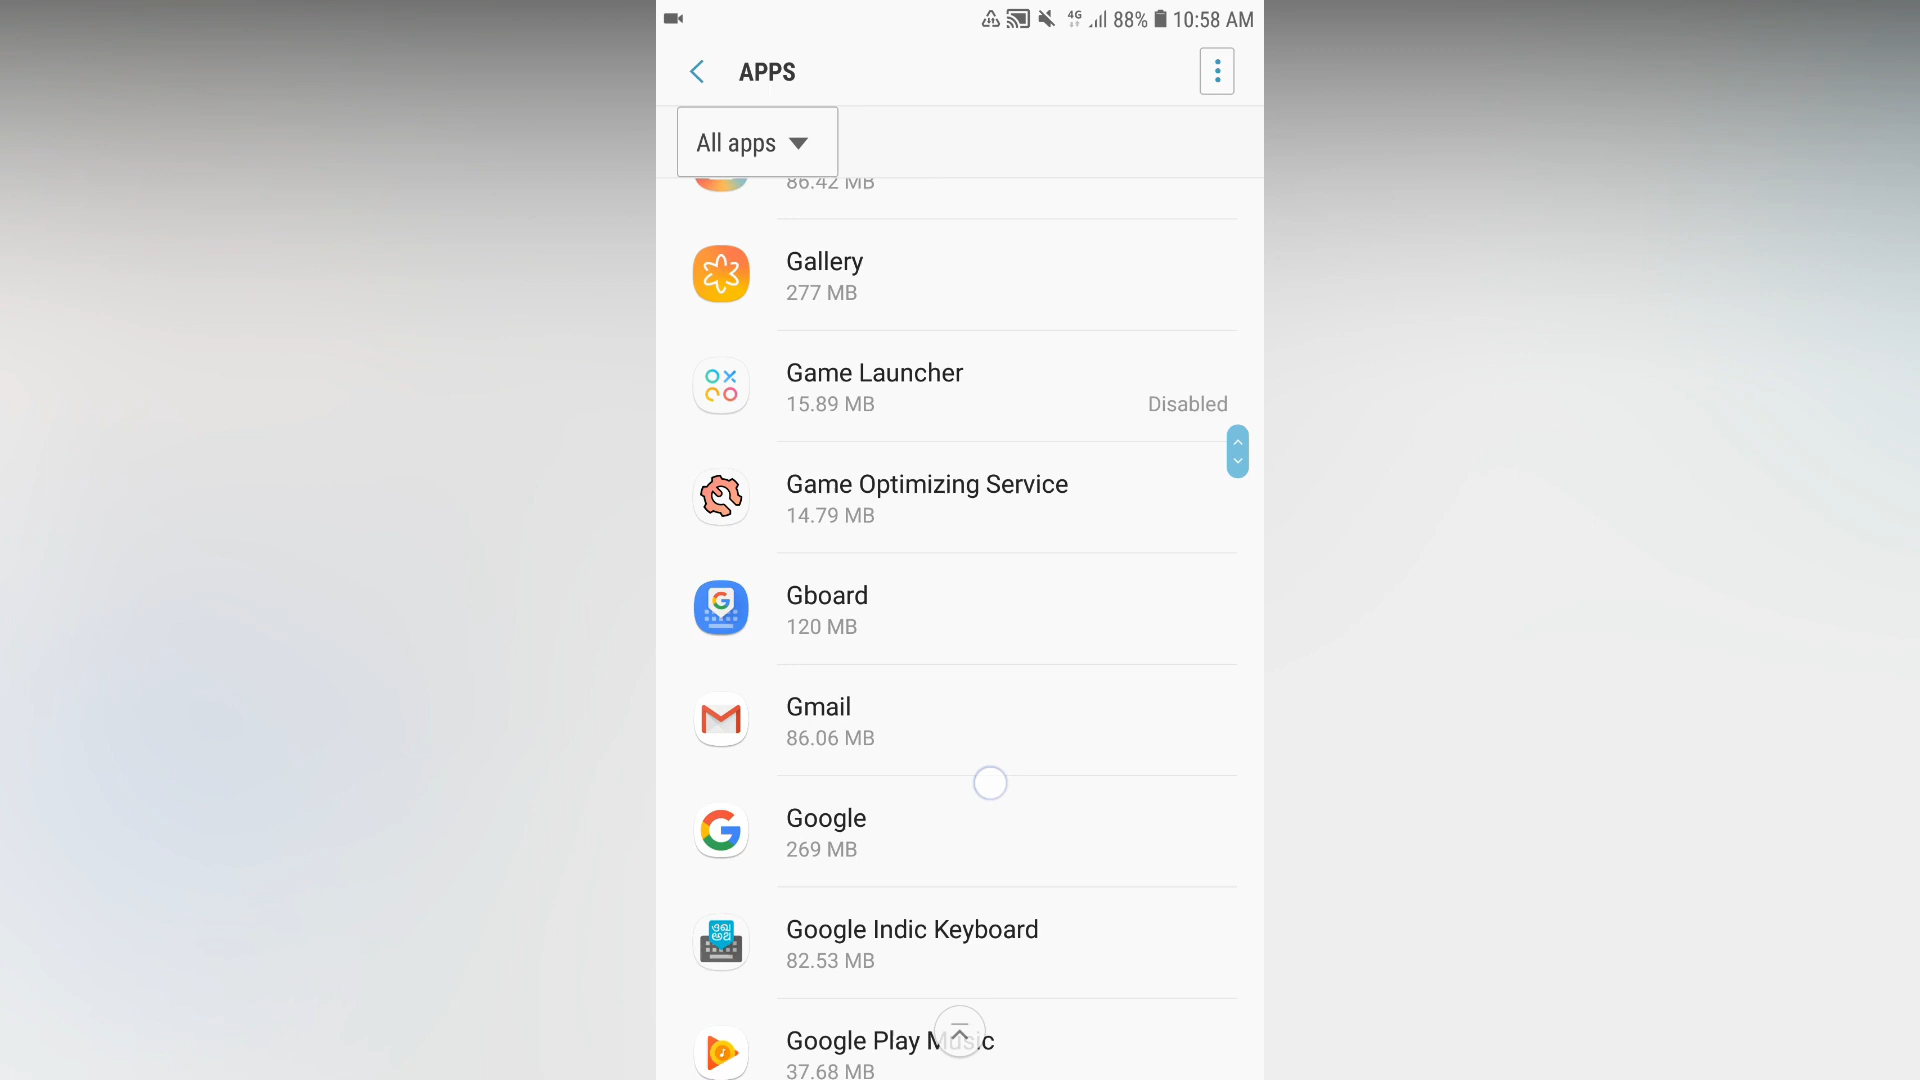 4G 88% 10:58 AM
APPS
All apps
86.42 MB
Gallery
277 MB
Game Launcher
15.89 MB
Disabled
Game Optimizing Service
14.79 MB
Gboard
120 MB
Gmail
86.06 MB
Google
269 MB
Google Indic Keyboard
82.53 MB
Google Play Music
37.68 MB